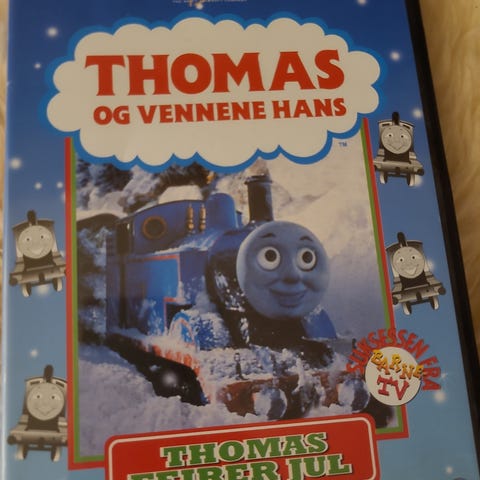 THOMAS
OG VENNENE HANS
™
SUKSESSEN FRA
BARNE
TV
THOMAS
FEIRER JUL